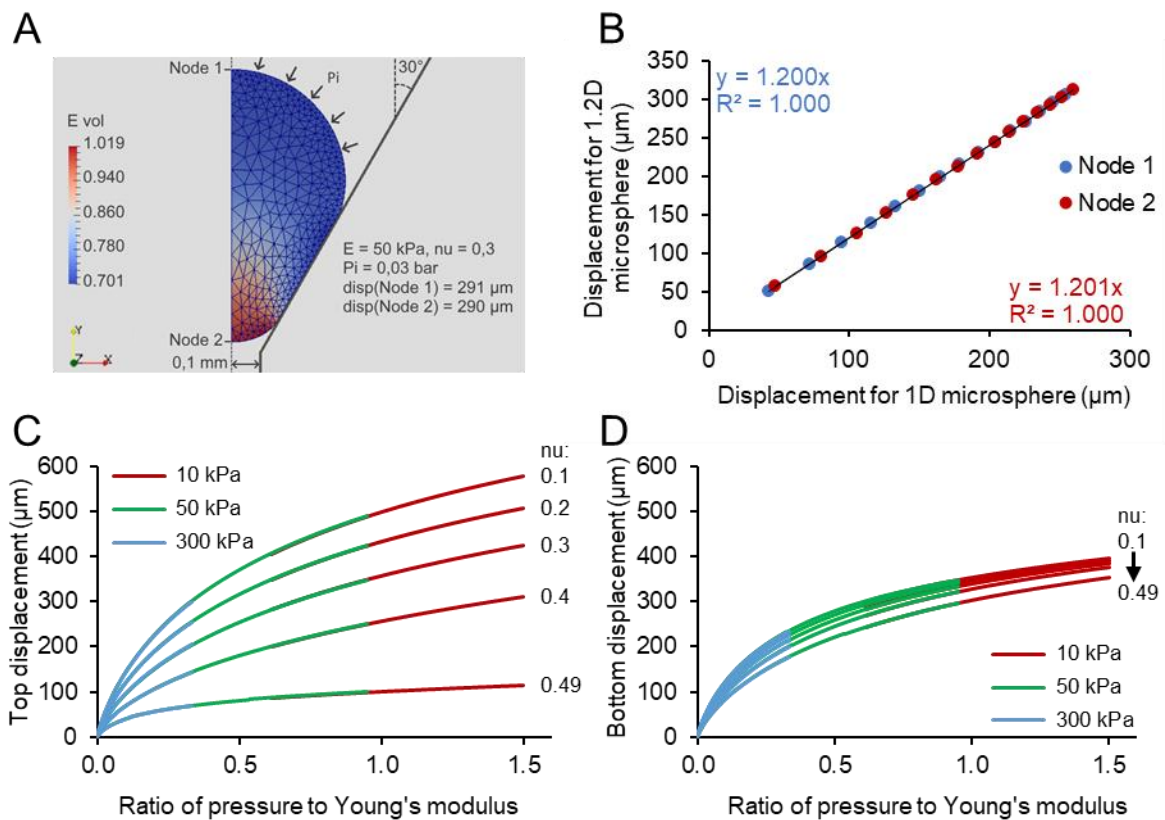 A
Node 1
Pi
30°
E vol
1.019
0.940
0.860
0.780
0.701
E = 50 kPa, nu = 0,3
Pi = 0,03 bar
disp(Node 1) = 291 µm
disp(Node 2) = 290 µm
Node 2
0,1 mm
Y
Z
X
B
Displacement for 1.2D
microsphere (µm)
350
300
250
200
150
100
50
0
y = 1.200x
R² = 1.000
Node 1
Node 2
y = 1.201x
R² = 1.000
0 100 200 300
Displacement for 1D microsphere (µm)
C
Top displacement (µm)
600
500
400
300
200
100
0
10 kPa
50 kPa
300 kPa
nu:
0.1
0.2
0.3
0.4
0.49
0.0 0.5 1.0 1.5
Ratio of pressure to Young's modulus
D
Bottom displacement (µm)
600
500
400
300
200
100
0
nu:
0.1
0.49
10 kPa
50 kPa
300 kPa
0.0 0.5 1.0 1.5
Ratio of pressure to Young's modulus